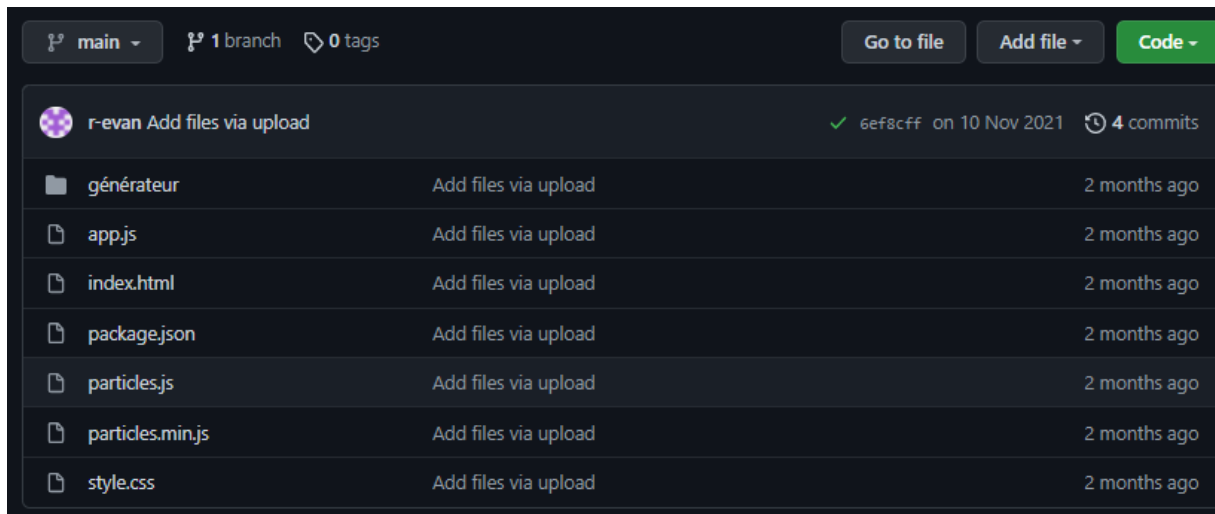 main 1 branch 0 tags Go to file Add file Code
r-evan Add files via upload 6ef8cff on 10 Nov 2021 4 commits
générateur Add files via upload 2 months ago
app.js Add files via upload 2 months ago
index.html Add files via upload 2 months ago
package.json Add files via upload 2 months ago
particles.js Add files via upload 2 months ago
particles.min.js Add files via upload 2 months ago
style.css Add files via upload 2 months ago